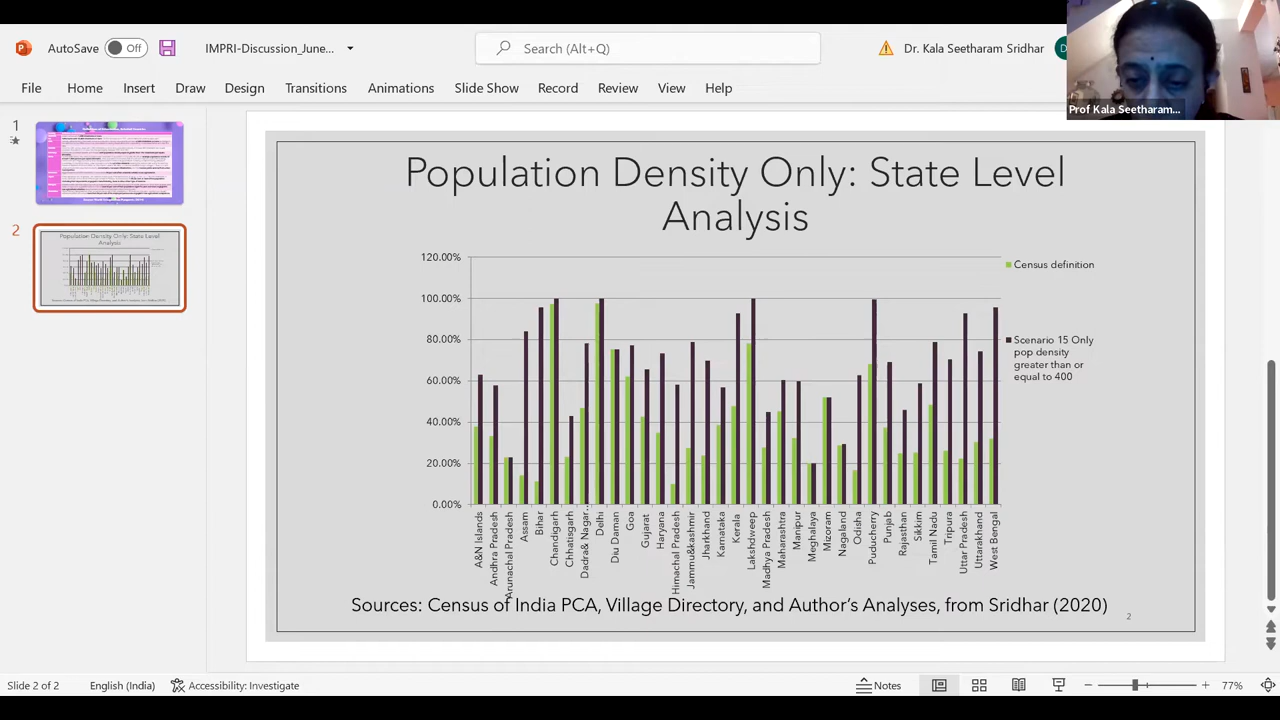 AutoSave
Off
IMPRI-Discussion_June...
Search (Alt+Q)
Dr. Kala Seetharam Sridhar
Prof Kala Seetharam...
File
Home
Insert
Draw
Design
Transitions
Animations
Slide Show
Record
Review
View
Help
1
2
Population Density Only: State Level
Analysis
120.00%
100.00%
80.00%
60.00%
40.00%
20.00%
0.00%
Census definition
Scenario 15 Only
pop density
greater than or
equal to 400
A&N Islands
Andhra Pradesh
Arunachal Pradesh
Assam
Bihar
Chandigarh
Chhatisgarh
Dadra& Nagar...
Delhi
Diu Daman
Goa
Gujarat
Haryana
Himachal Pradesh
Jammu&kashmir
Jharkhand
Karnataka
Kerala
Lakshdweep
Madhya Pradesh
Maharashtra
Manipur
Meghalaya
Mizoram
Nagaland
Odisha
Puducherry
Punjab
Rajasthan
Sikkim
Tamil Nadu
Tripura
Uttar Pradesh
Uttarakhand
West Bengal
Sources: Census of India PCA, Village Directory, and Author's Analyses, from Sridhar (2020)
2
Slide 2 of 2
English (India)
Accessibility: Investigate
Notes
77%